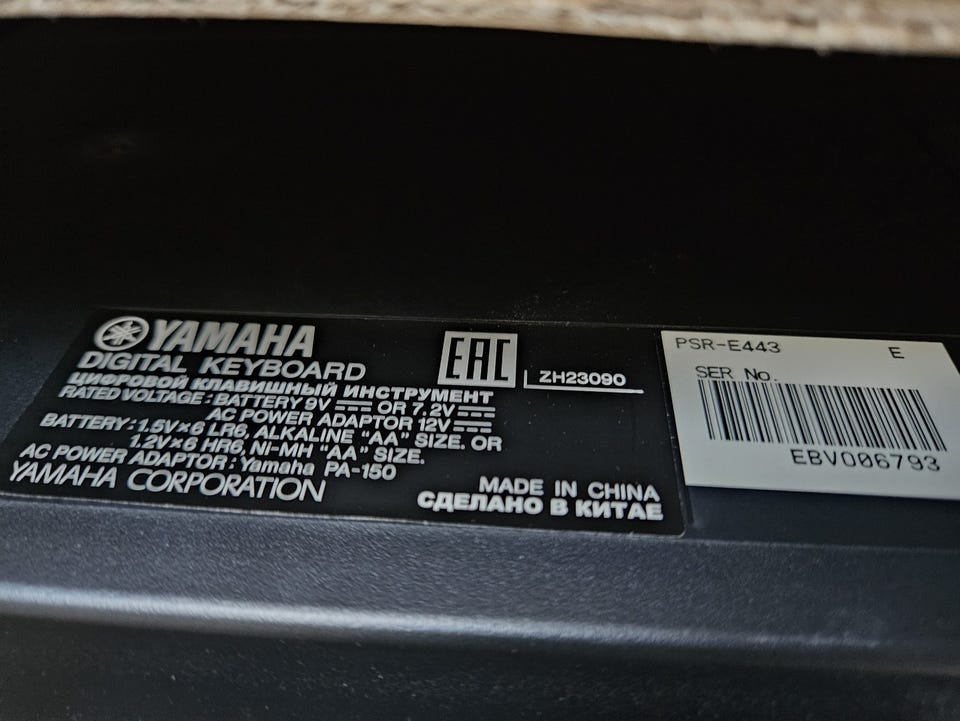 YAMAHA
DIGITAL KEYBOARD
ЦИФРОВОЙ КЛАВИШНЫЙ ИНСТРУМЕНТ
RATED VOLTAGE : BATTERY 9V ⎓ OR 7.2V ⎓
AC POWER ADAPTOR 12V ⎓
BATTERY : 1.5V×6 LR6, ALKALINE "AA" SIZE. OR
1.2V×6 HR6, Ni-MH "AA" SIZE.
AC POWER ADAPTOR : Yamaha PA-150
YAMAHA CORPORATION
EAC
ZH23090
MADE IN CHINA
СДЕЛАНО В КИТАЕ
PSR-E443 E
SER No.
EBV006793